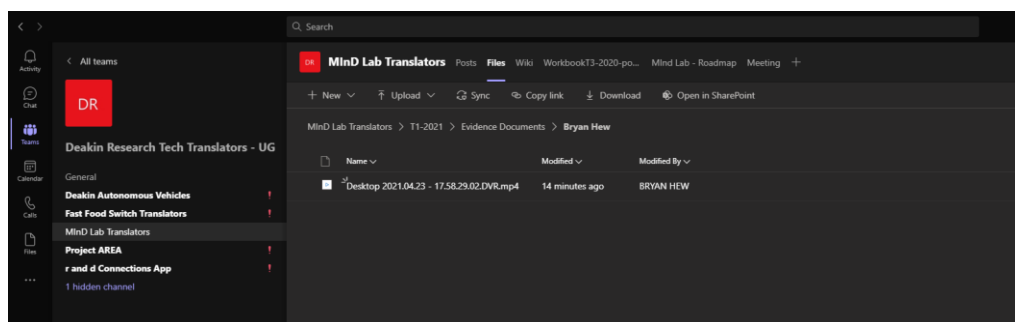 Search
Activity
Chat
Teams
Calendar
Calls
Files
All teams
DR
Deakin Research Tech Translators - UG
General
Deakin Autonomous Vehicles
Fast Food Switch Translators
MInD Lab Translators
Project AREA
r and d Connections App
1 hidden channel
DR MInD Lab Translators Posts Files Wiki WorkbookT3-2020-po... MInd Lab - Roadmap Meeting +
+ New Upload Sync Copy link Download Open in SharePoint
MInD Lab Translators > T1-2021 > Evidence Documents > Bryan Hew
Name Modified Modified By
Desktop 2021.04.23 - 17.58.29.02.DVR.mp4 14 minutes ago BRYAN HEW